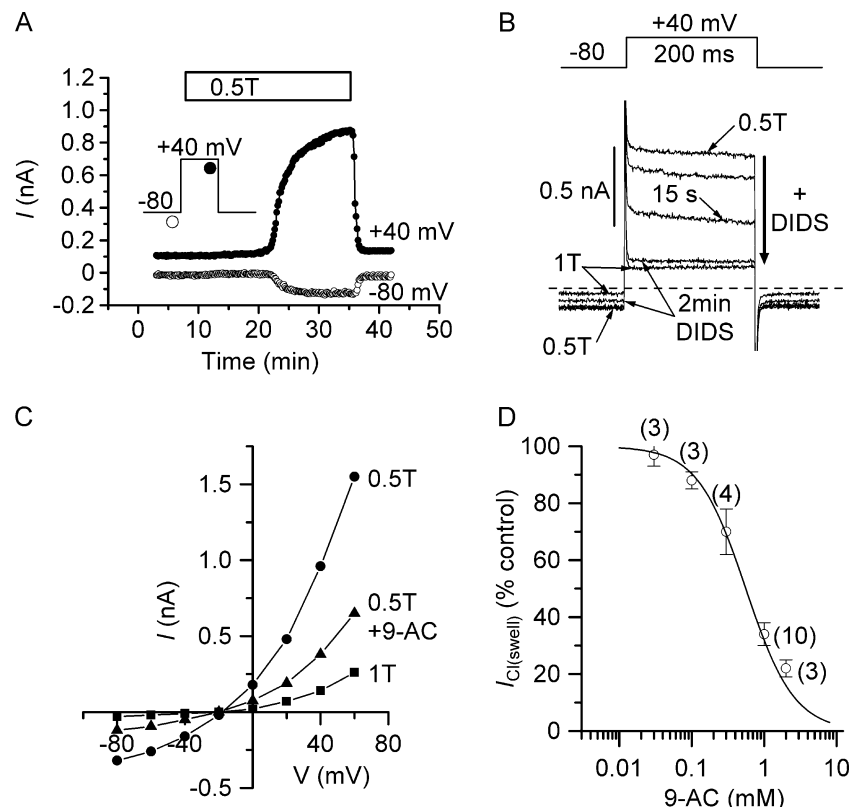 A
0.5T
1.2
1.0
0.8
0.6
0.4
0.2
0
-0.2
I (nA)
+40 mV
-80
+40 mV
-80 mV
0 10 20 30 40 50
Time (min)
B
+40 mV
-80
200 ms
0.5T
0.5 nA
15 s
+
DIDS
1T
2min
DIDS
0.5T
C
1.5
1.0
0.5
-0.5
I (nA)
0.5T
0.5T
+9-AC
1T
-80 -40 40 80
V (mV)
D
100
80
60
40
20
0
ICl(swell) (% control)
(3)
(3)
(4)
(10)
(3)
0.01 0.1 1 10
9-AC (mM)